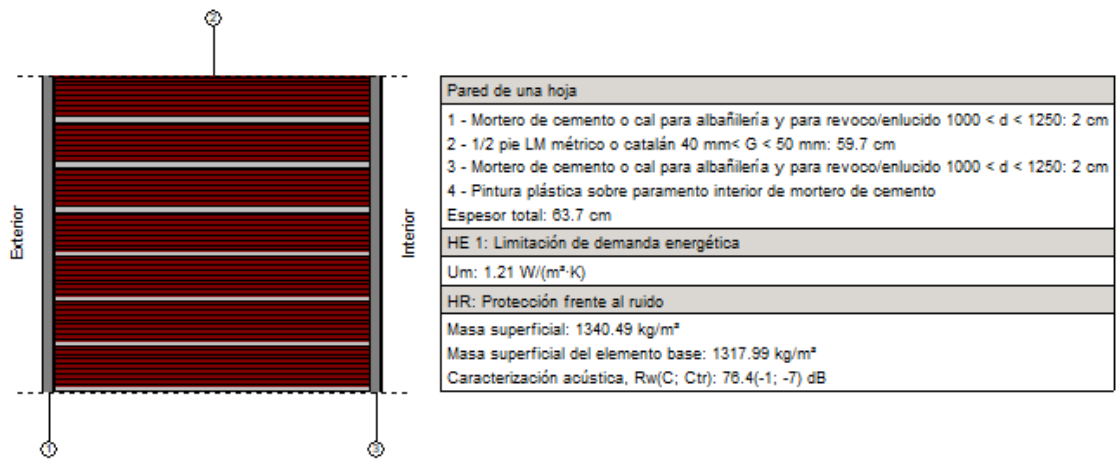 2
Exterior
Interior
1
3
Pared de una hoja
1 - Mortero de cemento o cal para albañilería y para revoco/enlucido 1000 < d < 1250: 2 cm
2 - 1/2 pie LM métrico o catalán 40 mm< G < 50 mm: 59.7 cm
3 - Mortero de cemento o cal para albañilería y para revoco/enlucido 1000 < d < 1250: 2 cm
4 - Pintura plástica sobre paramento interior de mortero de cemento
Espesor total: 63.7 cm
HE 1: Limitación de demanda energética
Um: 1.21 W/(m²·K)
HR: Protección frente al ruido
Masa superficial: 1340.49 kg/m²
Masa superficial del elemento base: 1317.99 kg/m²
Caracterización acústica, Rw(C; Ctr): 76.4(-1; -7) dB